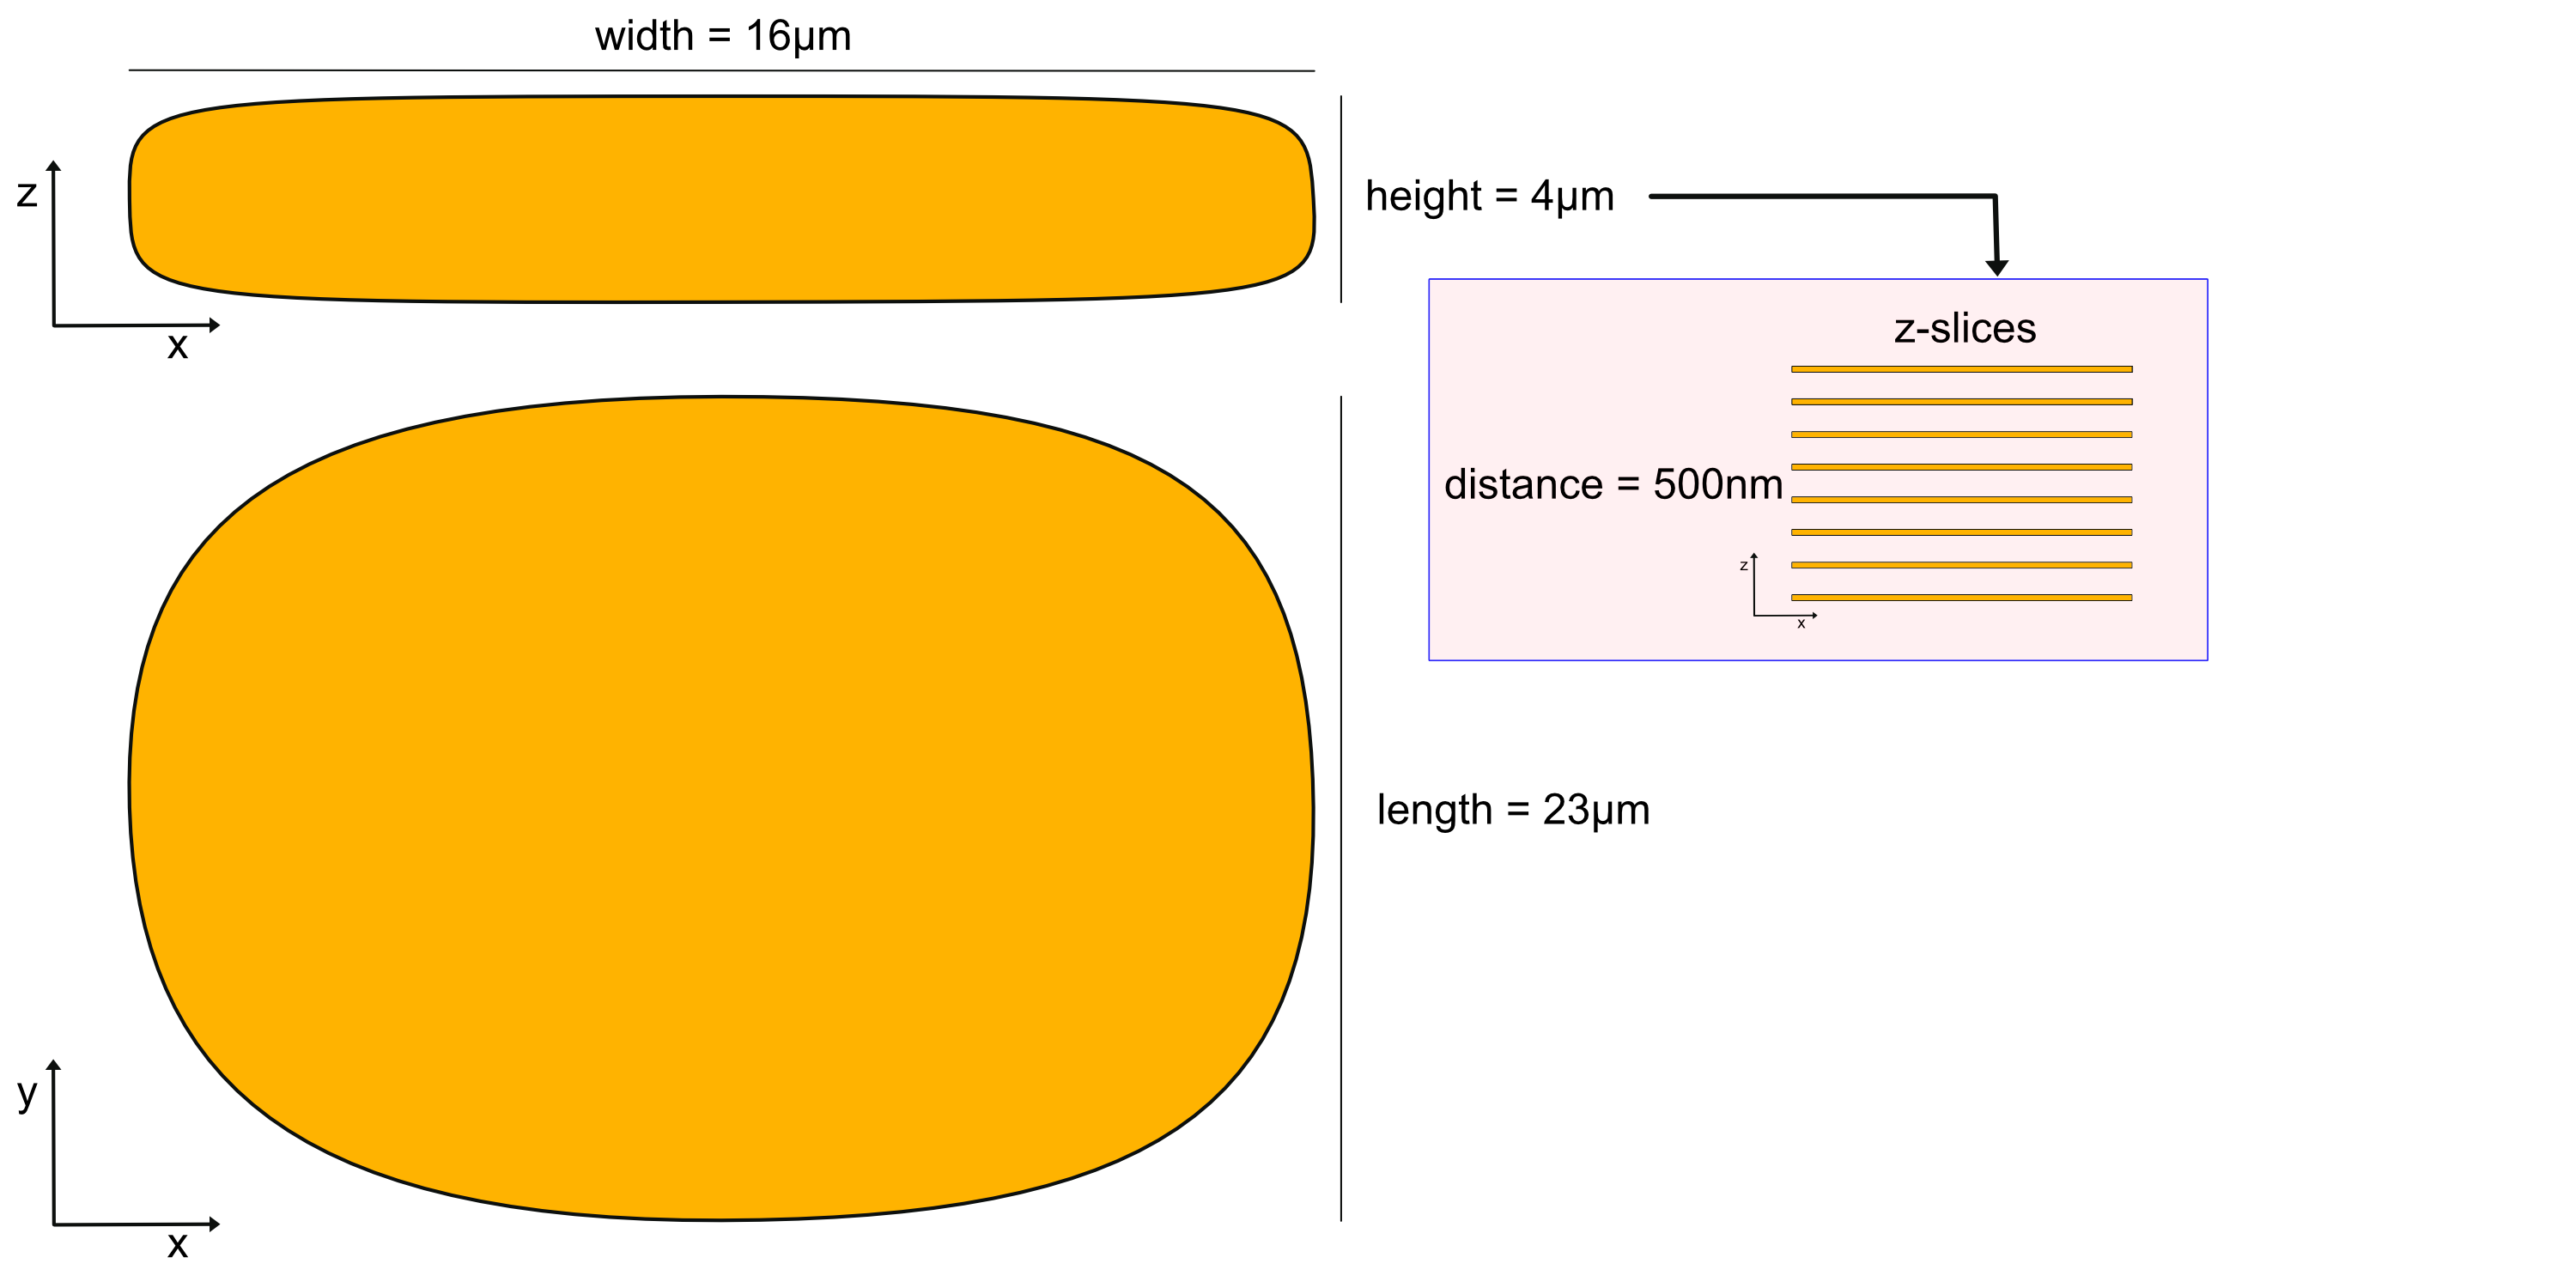 width = 16µm
z
x
height = 4µm
z-slices
distance = 500nm
z
x
length = 23µm
y
x